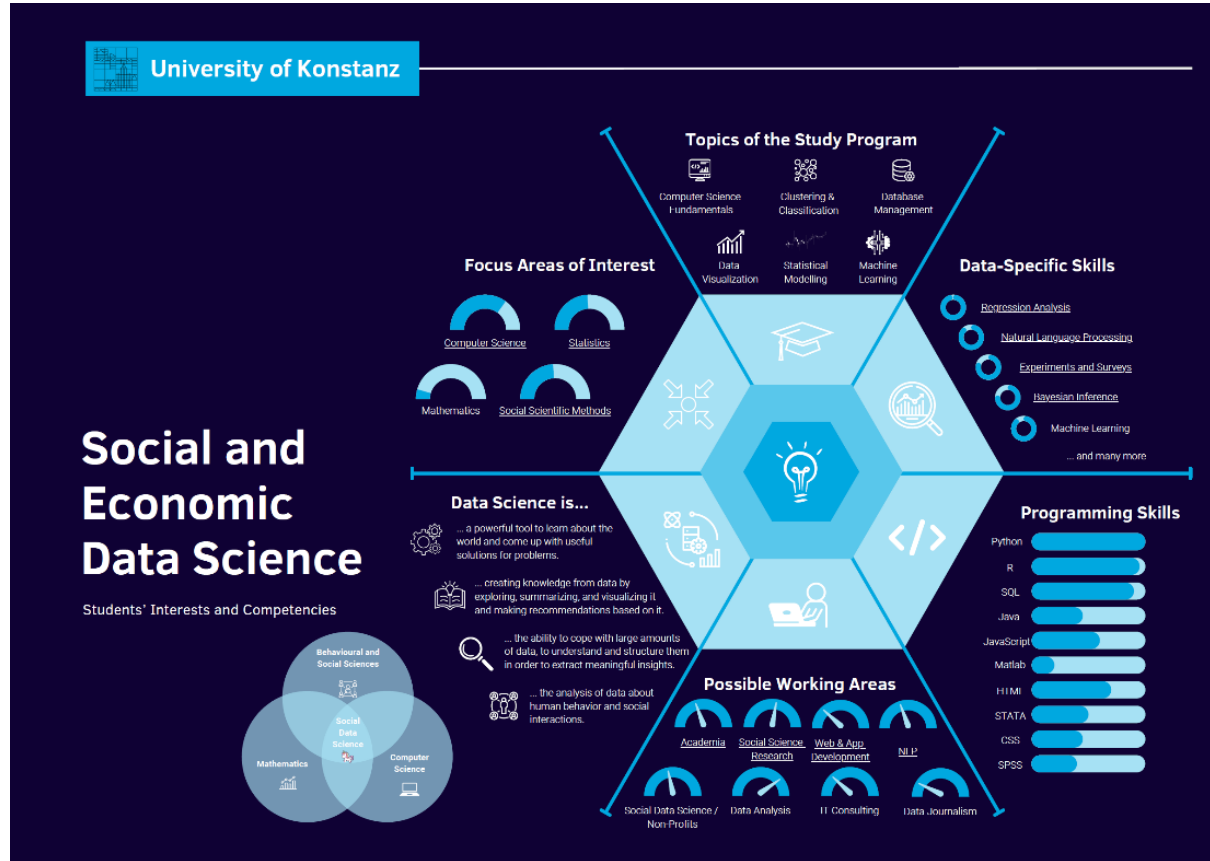 University of Konstanz
Social and
Economic
Data Science
Students' Interests and Competencies
Behavioural and
Social Sciences
Social
Data
Science
Mathematics
Computer
Science
Topics of the Study Program
Computer Science
Fundamentals
Clustering &
Classification
Database
Management
Data
Visualization
Statistical
Modelling
Machine
Learning
Focus Areas of Interest
Computer Science
Statistics
Mathematics
Social Scientific Methods
Data-Specific Skills
Regression Analysis
Natural Language Processing
Experiments and Surveys
Bayesian Inference
Machine Learning
... and many more
Data Science is...
... a powerful tool to learn about the
world and come up with useful
solutions for problems.
... creating knowledge from data by
exploring, summarizing, and visualizing it
and making recommendations based on it.
... the ability to cope with large amounts
of data, to understand and structure them
in order to extract meaningful insights.
... the analysis of data about
human behavior and social
interactions.
</>
Programming Skills
Python
R
SQL
Java
JavaScript
Matlab
HTML
STATA
CSS
SPSS
Possible Working Areas
Academia
Social Science
Research
Web & App
Development
NLP
Social Data Science /
Non-Profits
Data Analysis
IT Consulting
Data Journalism